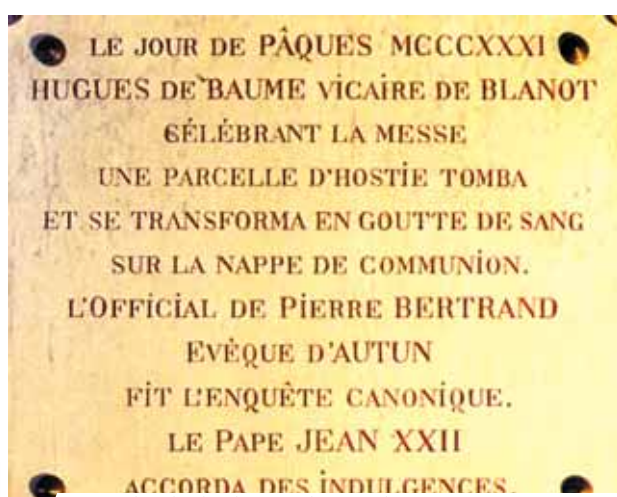 LE JOUR DE PÂQUES MCCCXXXI
HUGUES DE BAUME VICAIRE DE BLANOT
CÉLÉBRANT LA MESSE
UNE PARCELLE D'HOSTIE TOMBA
ET SE TRANSFORMA EN GOUTTE DE SANG
SUR LA NAPPE DE COMMUNION.
L'OFFICIAL DE PIERRE BERTRAND
EVÊQUE D'AUTUN
FIT L'ENQUÊTE CANONIQUE.
LE PAPE JEAN XXII
ACCORDA DES INDULGENCES.